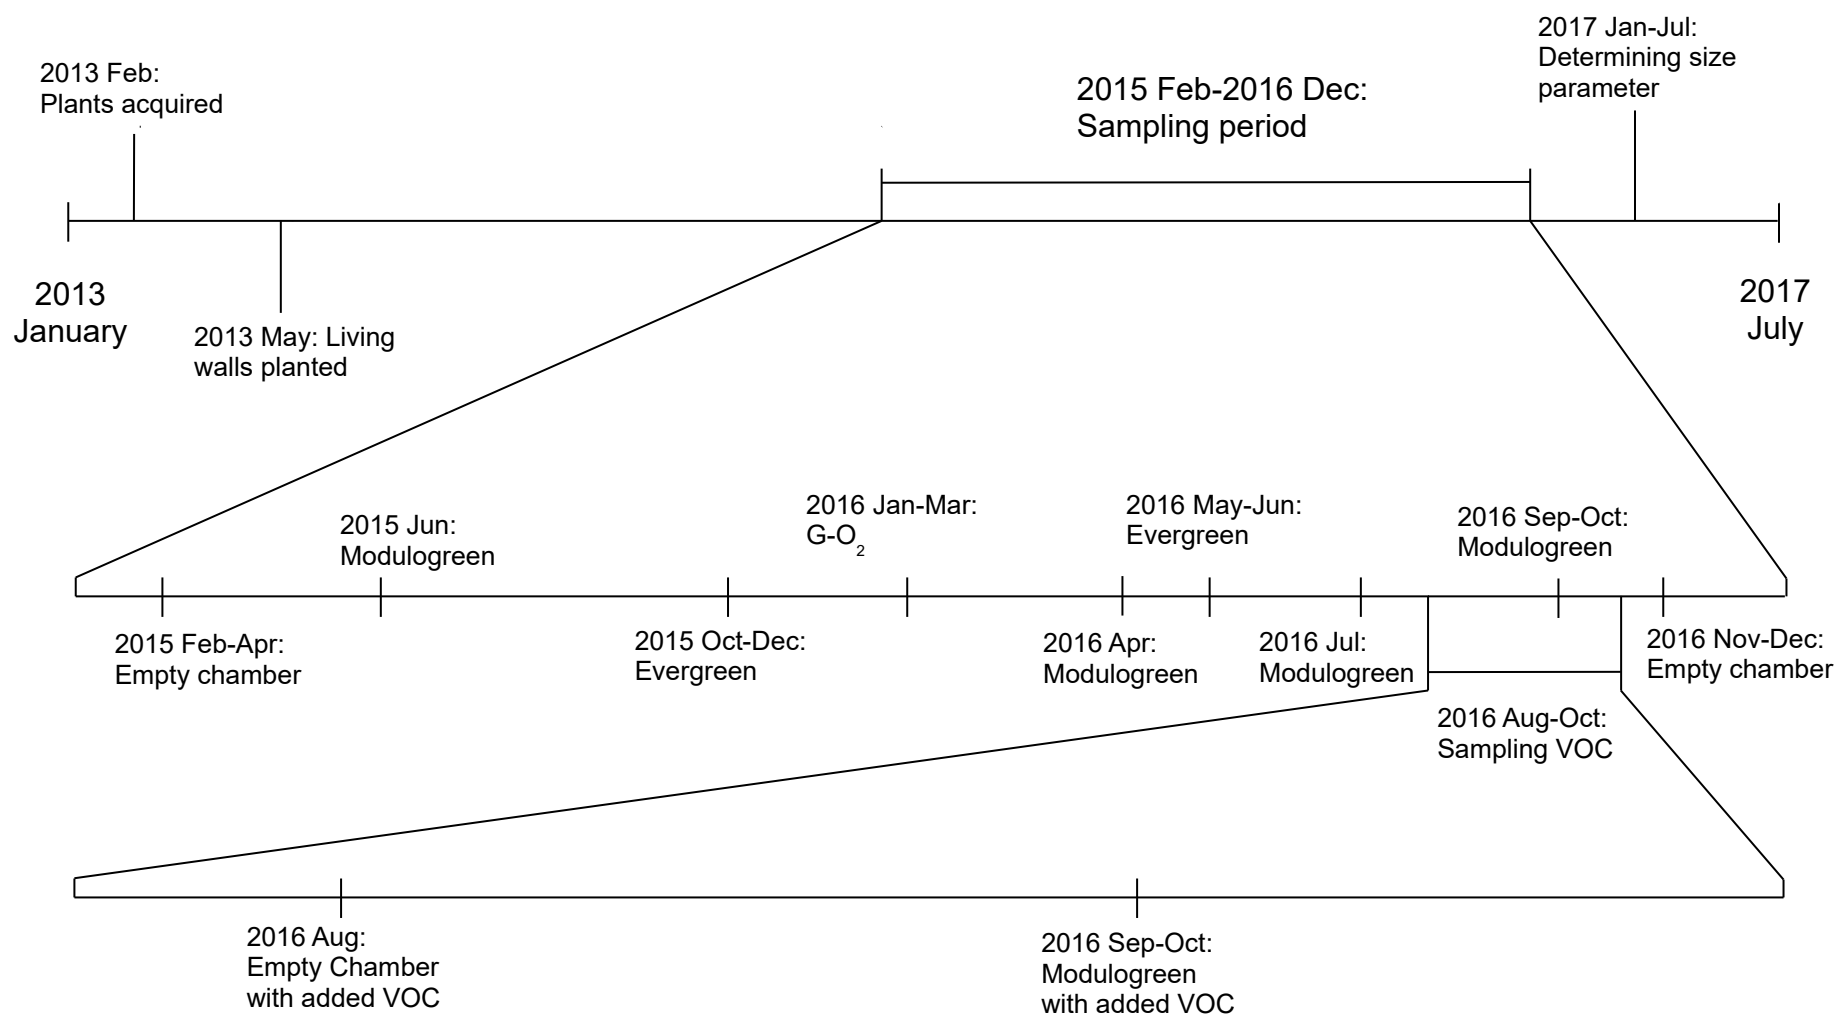 2017 Jan-Jul:
Determining size
parameter
2013 Feb:
Plants acquired
2015 Feb-2016 Dec:
Sampling period
2013
January
2017
July
2013 May: Living
walls planted
2015 Jun:
Modulogreen
2016 Jan-Mar:
G-O2
2016 May-Jun:
Evergreen
2016 Sep-Oct:
Modulogreen
2015 Feb-Apr:
Empty chamber
2015 Oct-Dec:
Evergreen
2016 Apr:
Modulogreen
2016 Jul:
Modulogreen
2016 Nov-Dec:
Empty chamber
2016 Aug-Oct:
Sampling VOC
2016 Aug:
Empty Chamber
with added VOC
2016 Sep-Oct:
Modulogreen
with added VOC